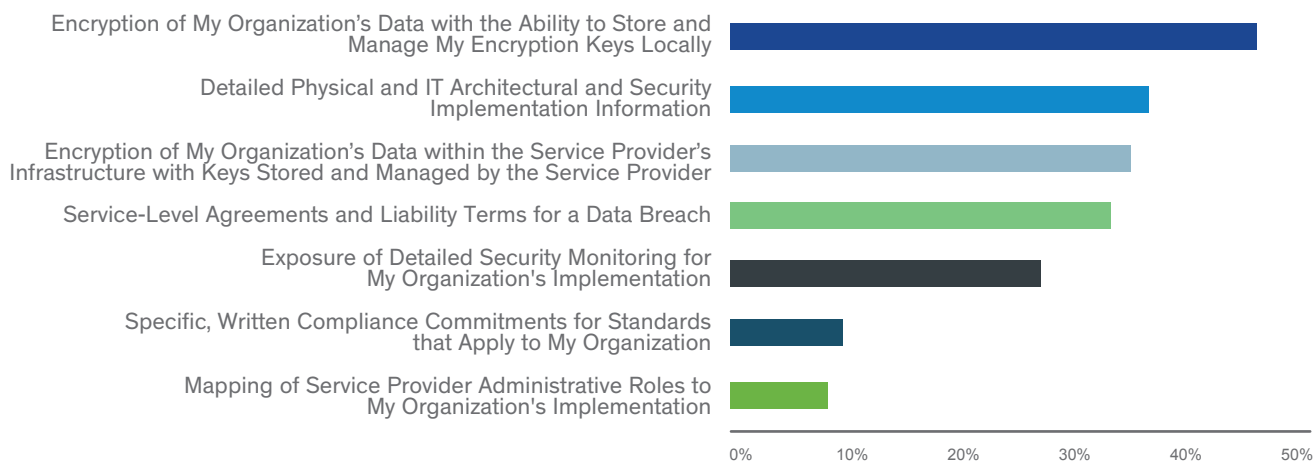 Encryption of My Organization’s Data with the Ability to Store and
Manage My Encryption Keys Locally
Detailed Physical and IT Architectural and Security
Implementation Information
Encryption of My Organization’s Data within the Service Provider’s
Infrastructure with Keys Stored and Managed by the Service Provider
Service-Level Agreements and Liability Terms for a Data Breach
Exposure of Detailed Security Monitoring for
My Organization's Implementation
Specific, Written Compliance Commitments for Standards
that Apply to My Organization
Mapping of Service Provider Administrative Roles to
My Organization's Implementation
0% 10% 20% 30% 40% 50%